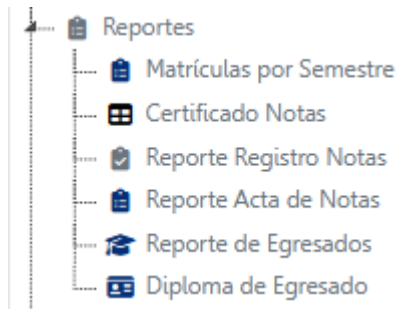 Reportes
Matrículas por Semestre
Certificado Notas
Reporte Registro Notas
Reporte Acta de Notas
Reporte de Egresados
Diploma de Egresado